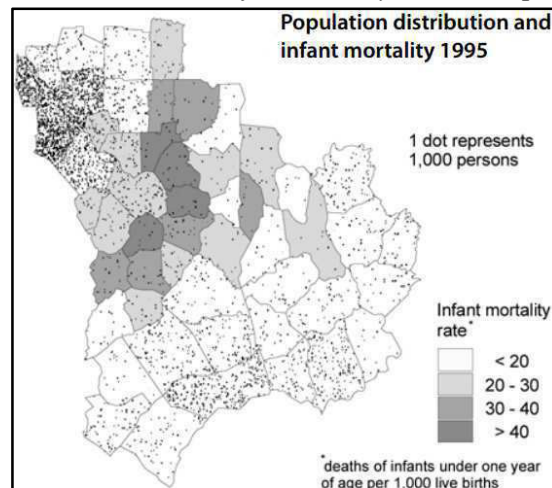 Population distribution and
infant mortality 1995
1 dot represents
1,000 persons
Infant mortality
rate*
< 20
20 - 30
30 - 40
> 40
*deaths of infants under one year
of age per 1,000 live births